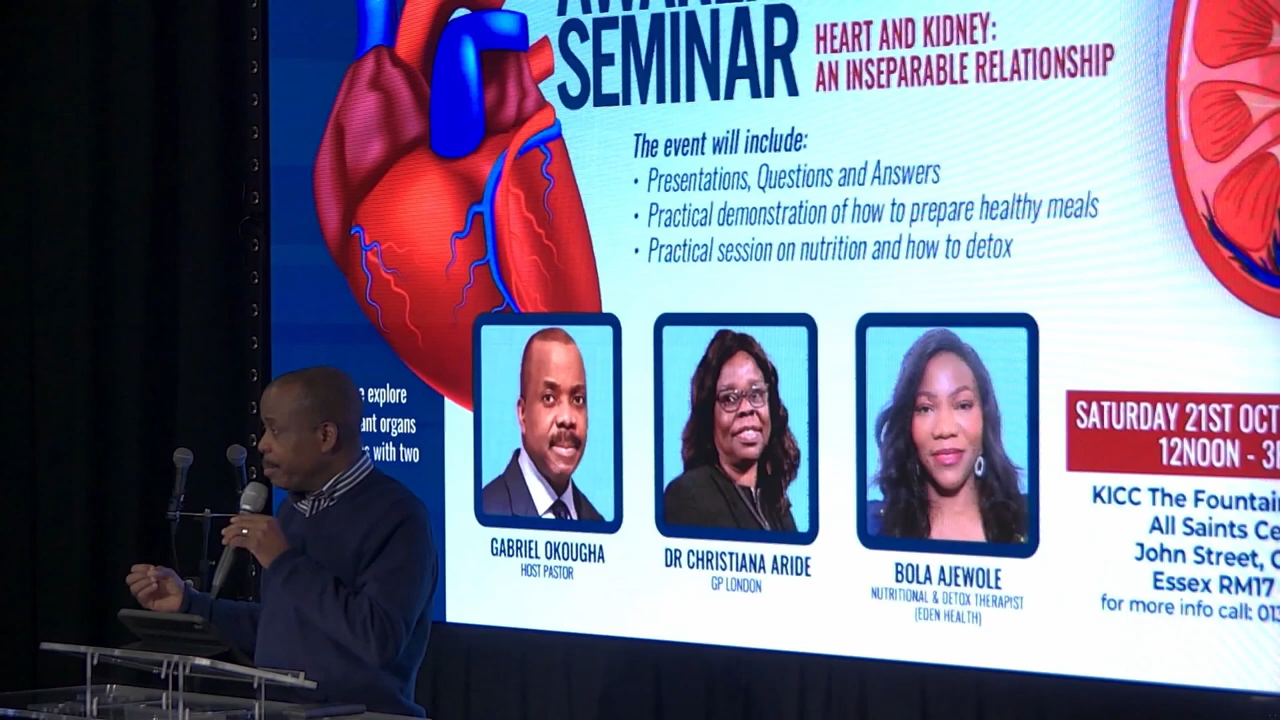 SEMINAR
HEART AND KIDNEY:
AN INSEPARABLE RELATIONSHIP
The event will include:
• Presentations, Questions and Answers
• Practical demonstration of how to prepare healthy meals
• Practical session on nutrition and how to detox
explore
with two
GABRIEL OKOUGHA
HOST PASTOR
DR CHRISTIANA ARIDE
GP LONDON
BOLA AJEWOLE
NUTRITIONAL & DETOX THERAPIST
(EDEN HEALTH)
SATURDAY 21ST OCT
12NOON - 3
KICC The Fountain
All Saints Ce
John Street,
Essex RM17
for more info call: 01